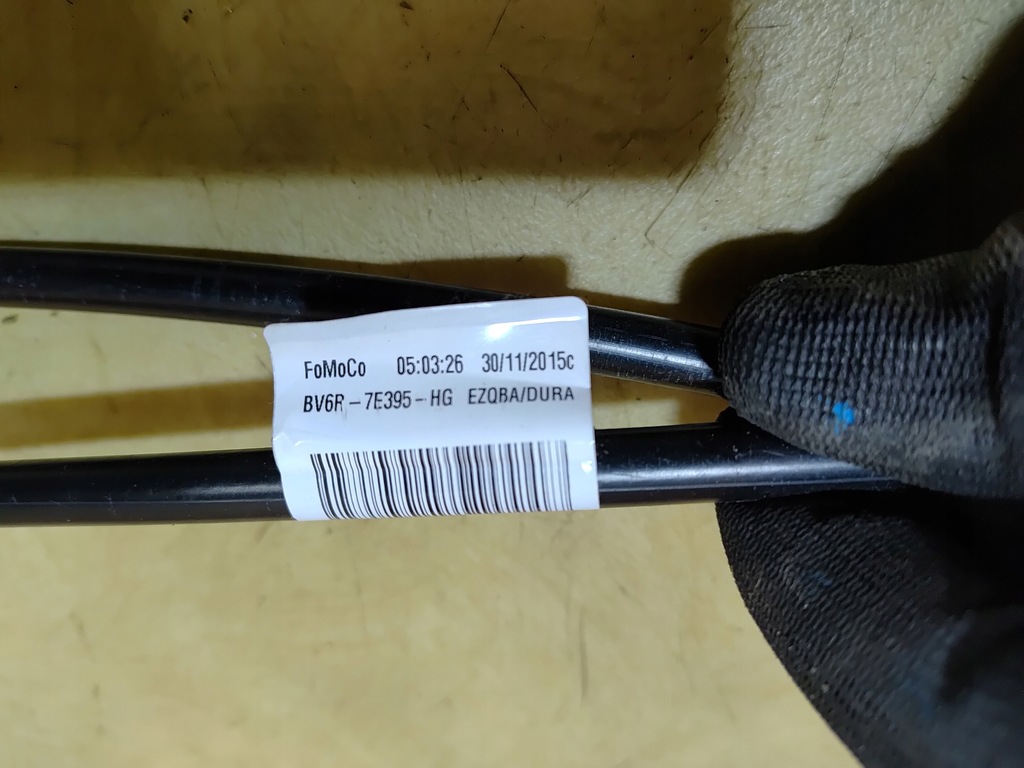 FoMoCo 05:03:26 30/11/2015c
BV6R-7E395-HG EZQBA/DURA